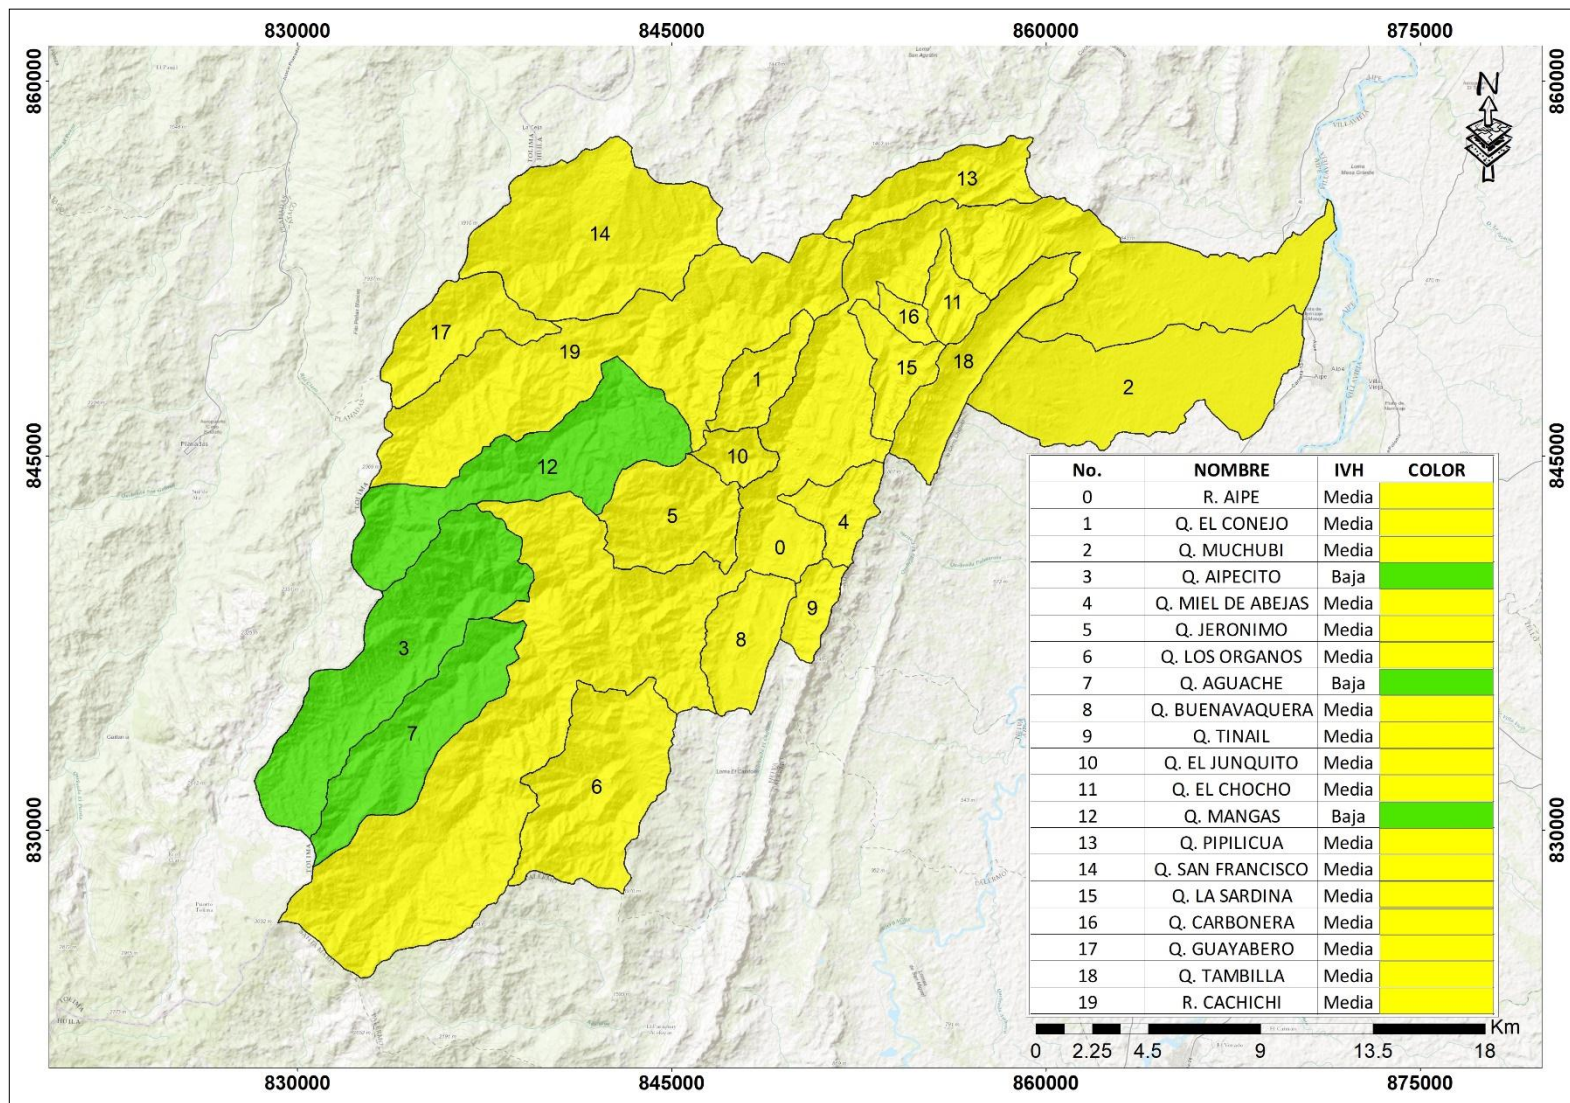 830000 845000 860000 875000
860000 860000
N
14
13
17
19
16
11
15
18
1
2
12
10
5
4
0
3
9
8
7
6
845000 845000
830000 830000
No. NOMBRE IVH COLOR
0 R. AIPE Media
1 Q. EL CONEJO Media
2 Q. MUCHUBI Media
3 Q. AIPECITO Baja
4 Q. MIEL DE ABEJAS Media
5 Q. JERONIMO Media
6 Q. LOS ORGANOS Media
7 Q. AGUACHE Baja
8 Q. BUENAVAQUERA Media
9 Q. TINAIL Media
10 Q. EL JUNQUITO Media
11 Q. EL CHOCHO Media
12 Q. MANGAS Baja
13 Q. PIPILICUA Media
14 Q. SAN FRANCISCO Media
15 Q. LA SARDINA Media
16 Q. CARBONERA Media
17 Q. GUAYABERO Media
18 Q. TAMBILLA Media
19 R. CACHICHI Media
Km
0 2.25 4.5 9 13.5 18
830000 845000 860000 875000